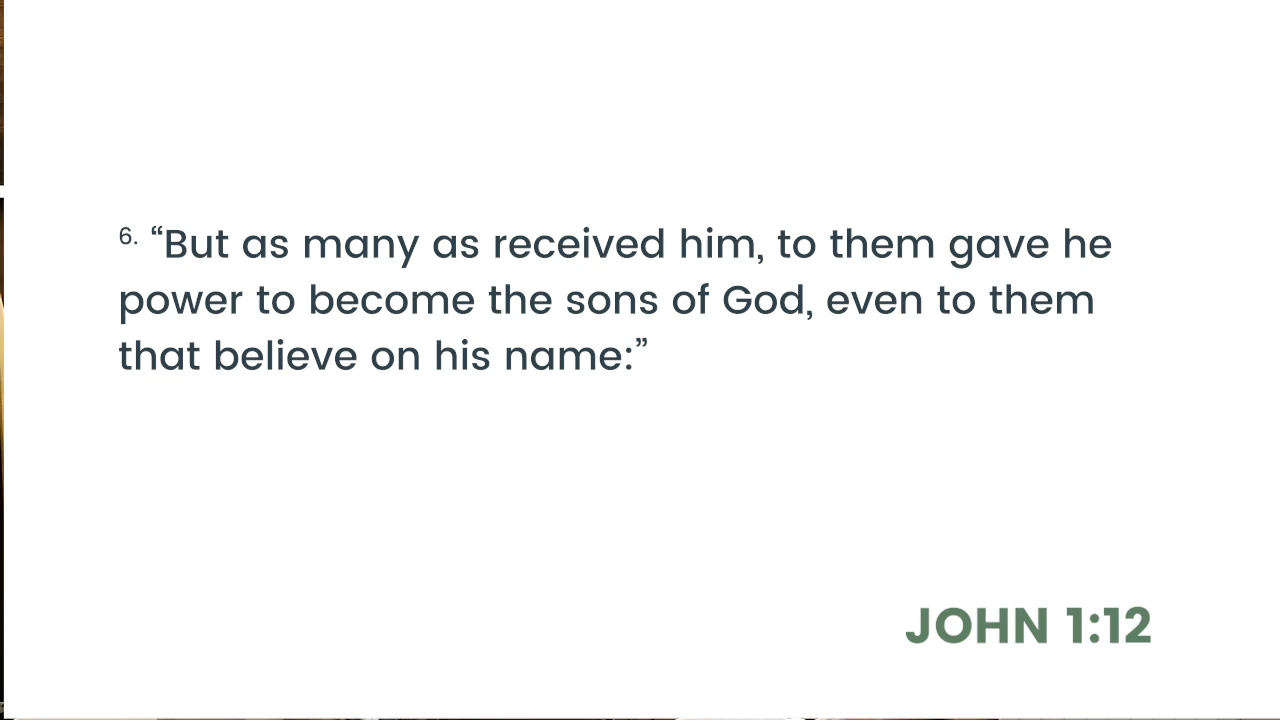 6. “But as many as received him, to them gave he
power to become the sons of God, even to them
that believe on his name:”
JOHN 1:12